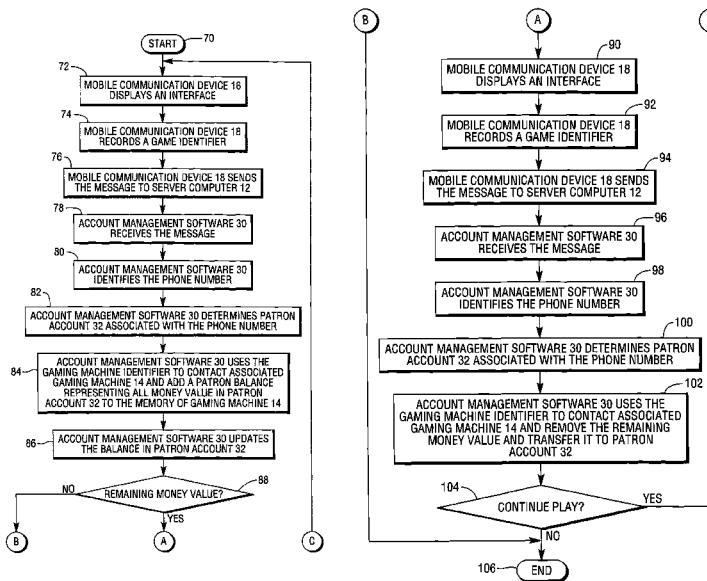 START
70
72
MOBILE COMMUNICATION DEVICE 18
DISPLAYS AN INTERFACE
74
MOBILE COMMUNICATION DEVICE 18
RECORDS A GAME IDENTIFIER
76
MOBILE COMMUNICATION DEVICE 18 SENDS
THE MESSAGE TO SERVER COMPUTER 12
78
ACCOUNT MANAGEMENT SOFTWARE 30
RECEIVES THE MESSAGE
80
ACCOUNT MANAGEMENT SOFTWARE 30
IDENTIFIES THE PHONE NUMBER
82
ACCOUNT MANAGEMENT SOFTWARE 30 DETERMINES PATRON
ACCOUNT 32 ASSOCIATED WITH THE PHONE NUMBER
84
ACCOUNT MANAGEMENT SOFTWARE 30 USES THE
GAMING MACHINE IDENTIFIER TO CONTACT ASSOCIATED
GAMING MACHINE 14 AND ADD A PATRON BALANCE
REPRESENTING ALL MONEY VALUE IN PATRON
ACCOUNT 32 TO THE MEMORY OF GAMING MACHINE 14
86
ACCOUNT MANAGEMENT SOFTWARE 30 UPDATES
THE BALANCE IN PATRON ACCOUNT 32
88
REMAINING MONEY VALUE?
NO
YES
B
A
C
B
A
90
MOBILE COMMUNICATION DEVICE 18
DISPLAYS AN INTERFACE
92
MOBILE COMMUNICATION DEVICE 18
RECORDS A GAME IDENTIFIER
94
MOBILE COMMUNICATION DEVICE 18 SENDS
THE MESSAGE TO SERVER COMPUTER 12
96
ACCOUNT MANAGEMENT SOFTWARE 30
RECEIVES THE MESSAGE
98
ACCOUNT MANAGEMENT SOFTWARE 30
IDENTIFIES THE PHONE NUMBER
100
ACCOUNT MANAGEMENT SOFTWARE 30 DETERMINES PATRON
ACCOUNT 32 ASSOCIATED WITH THE PHONE NUMBER
102
ACCOUNT MANAGEMENT SOFTWARE 30 USES THE
GAMING MACHINE IDENTIFIER TO CONTACT ASSOCIATED
GAMING MACHINE 14 AND REMOVE THE REMAINING
MONEY VALUE AND TRANSFER IT TO PATRON
ACCOUNT 32
104
CONTINUE PLAY?
YES
NO
106
END